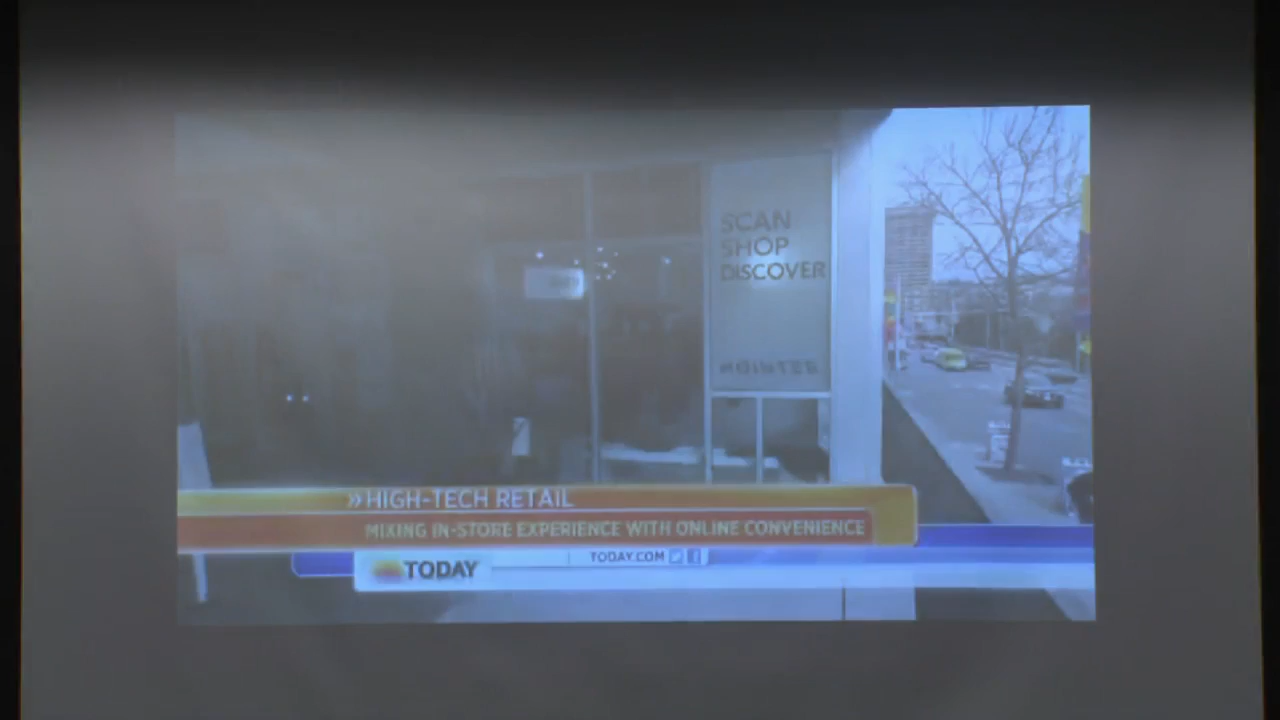 SCAN
SHOP
DISCOVER
» HIGH-TECH RETAIL
MIXING IN-STORE EXPERIENCE WITH ONLINE CONVENIENCE
TODAY.COM
TODAY